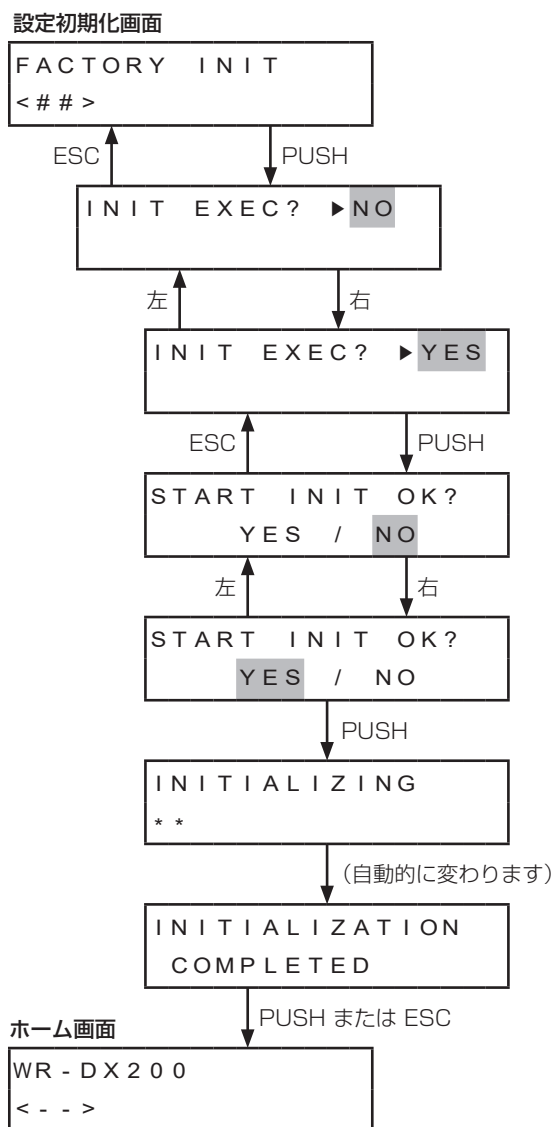 設定初期化画面
FACTORY INIT
<##>
ESC PUSH
INIT EXEC? ▶NO
左 右
INIT EXEC? ▶YES
ESC PUSH
START INIT OK?
YES / NO
左 右
START INIT OK?
YES / NO
PUSH
INITIALIZING
**
（自動的に変わります）
INITIALIZATION
COMPLETED
PUSH または ESC
ホーム画面
WR-DX200
<-->